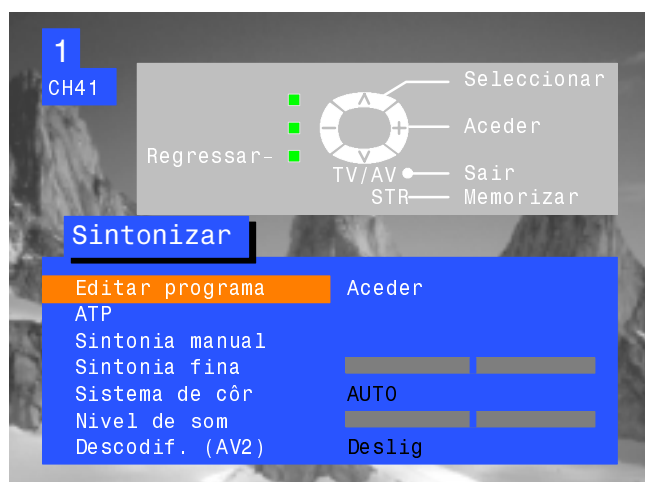 1
CH41
Seleccionar
Aceder
Regressar-
TV/AV Sair
STR Memorizar
Sintonizar
Editar programa Aceder
ATP
Sintonia manual
Sintonia fina
Sistema de côr AUTO
Nivel de som
Descodif. (AV2) Deslig